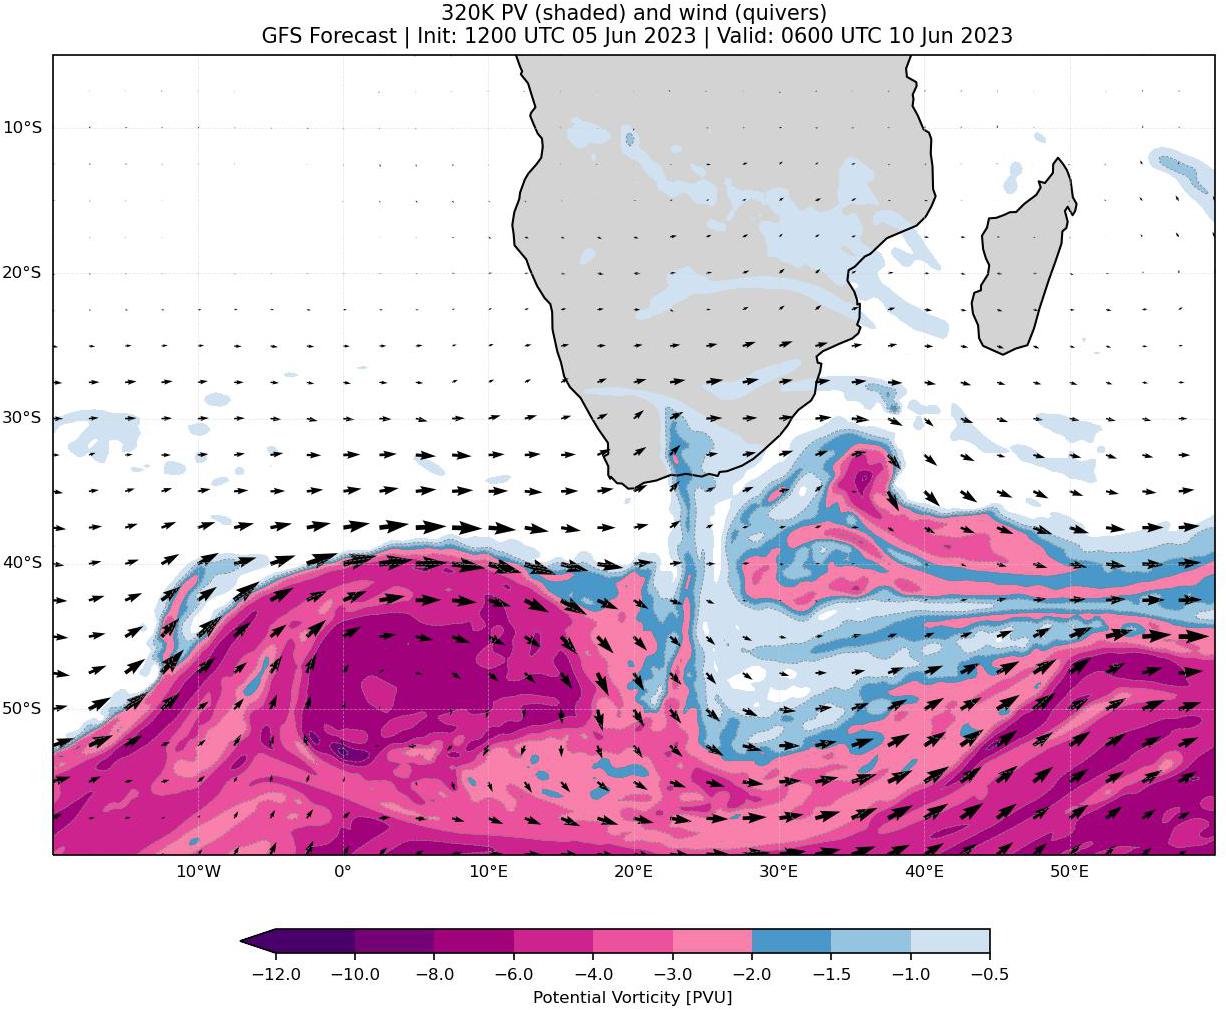 320K PV (shaded) and wind (quivers)
GFS Forecast | Init: 1200 UTC 05 Jun 2023 | Valid: 0600 UTC 10 Jun 2023
10°S
20°S
30°S
40°S
50°S
10°W 0° 10°E 20°E 30°E 40°E 50°E
−12.0 −10.0 −8.0 −6.0 −4.0 −3.0 −2.0 −1.5 −1.0 −0.5
Potential Vorticity [PVU]